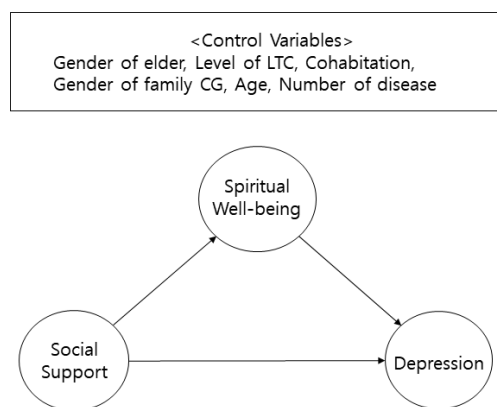 <Control Variables>
Gender of elder, Level of LTC, Cohabitation,
Gender of family CG, Age, Number of disease
Spiritual
Well-being
Social
Support
Depression